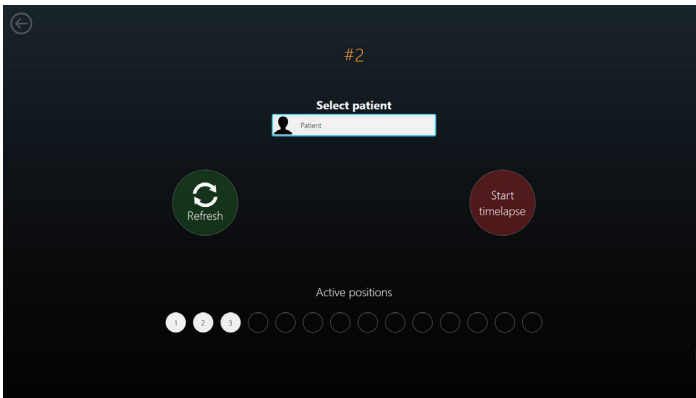 #2
Select patient
Patient
Refresh
Start
timelapse
Active positions
1 2 3